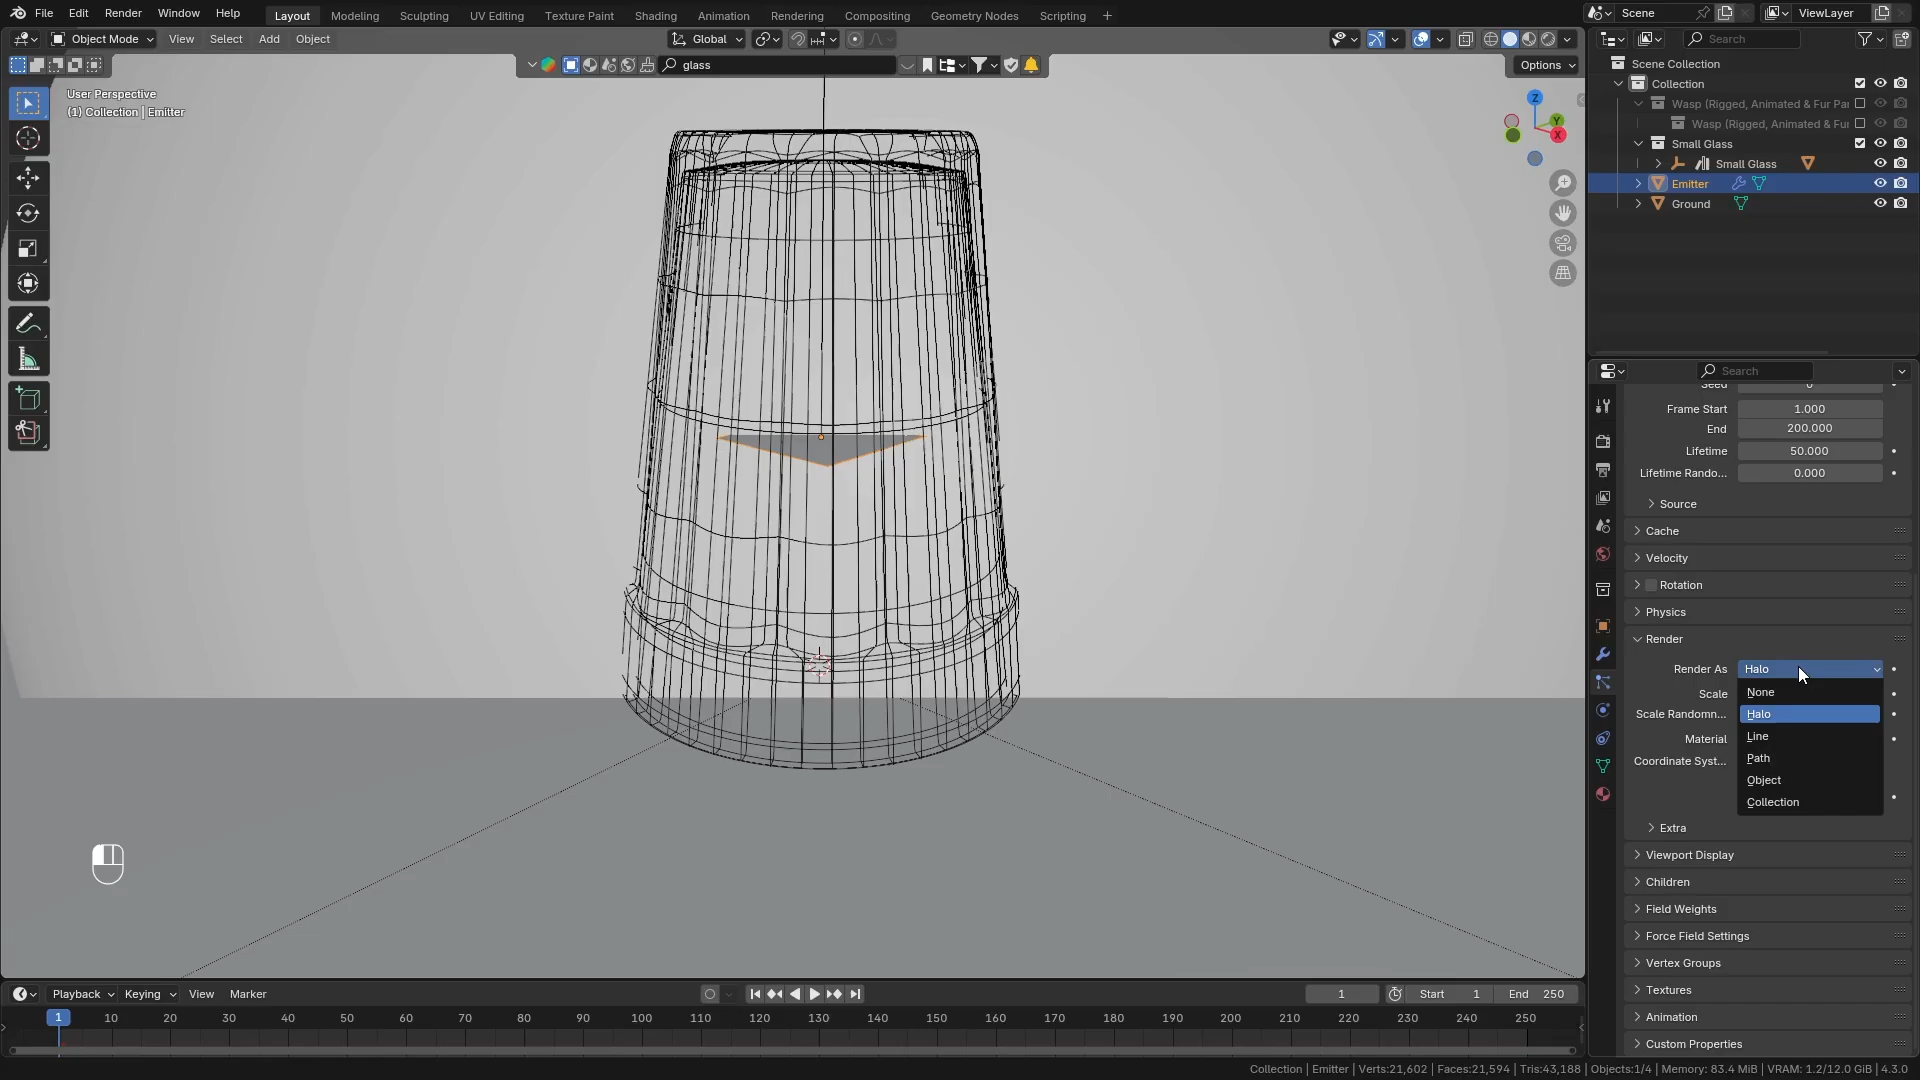 File Edit Render Window Help Layout Modeling Sculpting UV Editing Texture Paint Shading Animation Rendering Compositing Geometry Nodes Scripting + Scene ViewLayer
Object Mode View Select Add Object Global Search
glass Options
User Perspective
(1) Collection | Emitter
Z
Y
X
Scene Collection
Collection
Wasp (Rigged, Animated & Fur Par
Wasp (Rigged, Animated & Fur
Small Glass
Small Glass
Emitter
Ground
Search
Seed 0
Frame Start 1.000
End 200.000
Lifetime 50.000
Lifetime Rando... 0.000
Source
Cache
Velocity
Rotation
Physics
Render
Render As Halo
Scale None
Scale Randomn... Halo
Material Line
Coordinate Syst... Path
Object
Collection
Extra
Viewport Display
Children
Field Weights
Force Field Settings
Vertex Groups
Textures
Animation
Custom Properties
Playback Keying View Marker 1 Start 1 End 250
1 10 20 30 40 50 60 70 80 90 100 110 120 130 140 150 160 170 180 190 200 210 220 230 240 250
Collection | Emitter | Verts:21,602 | Faces:21,594 | Tris:43,188 | Objects:1/4 | Memory: 83.4 MiB | VRAM: 1.2/12.0 GiB | 4.3.0